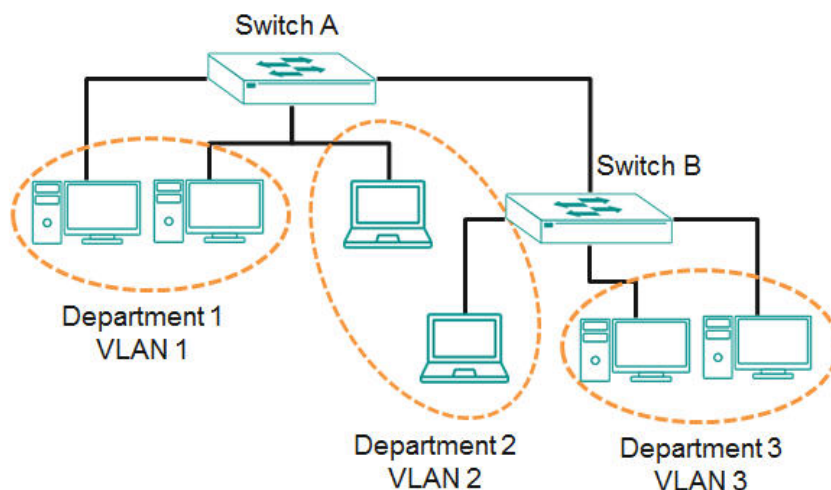 Switch A
Switch B
Department 1
VLAN 1
Department 2
VLAN 2
Department 3
VLAN 3